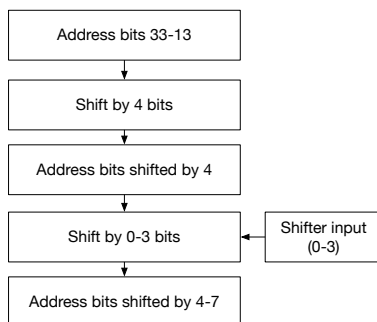 Address bits 33-13
Shift by 4 bits
Address bits shifted by 4
Shift by 0-3 bits
Shifter input
(0-3)
Address bits shifted by 4-7